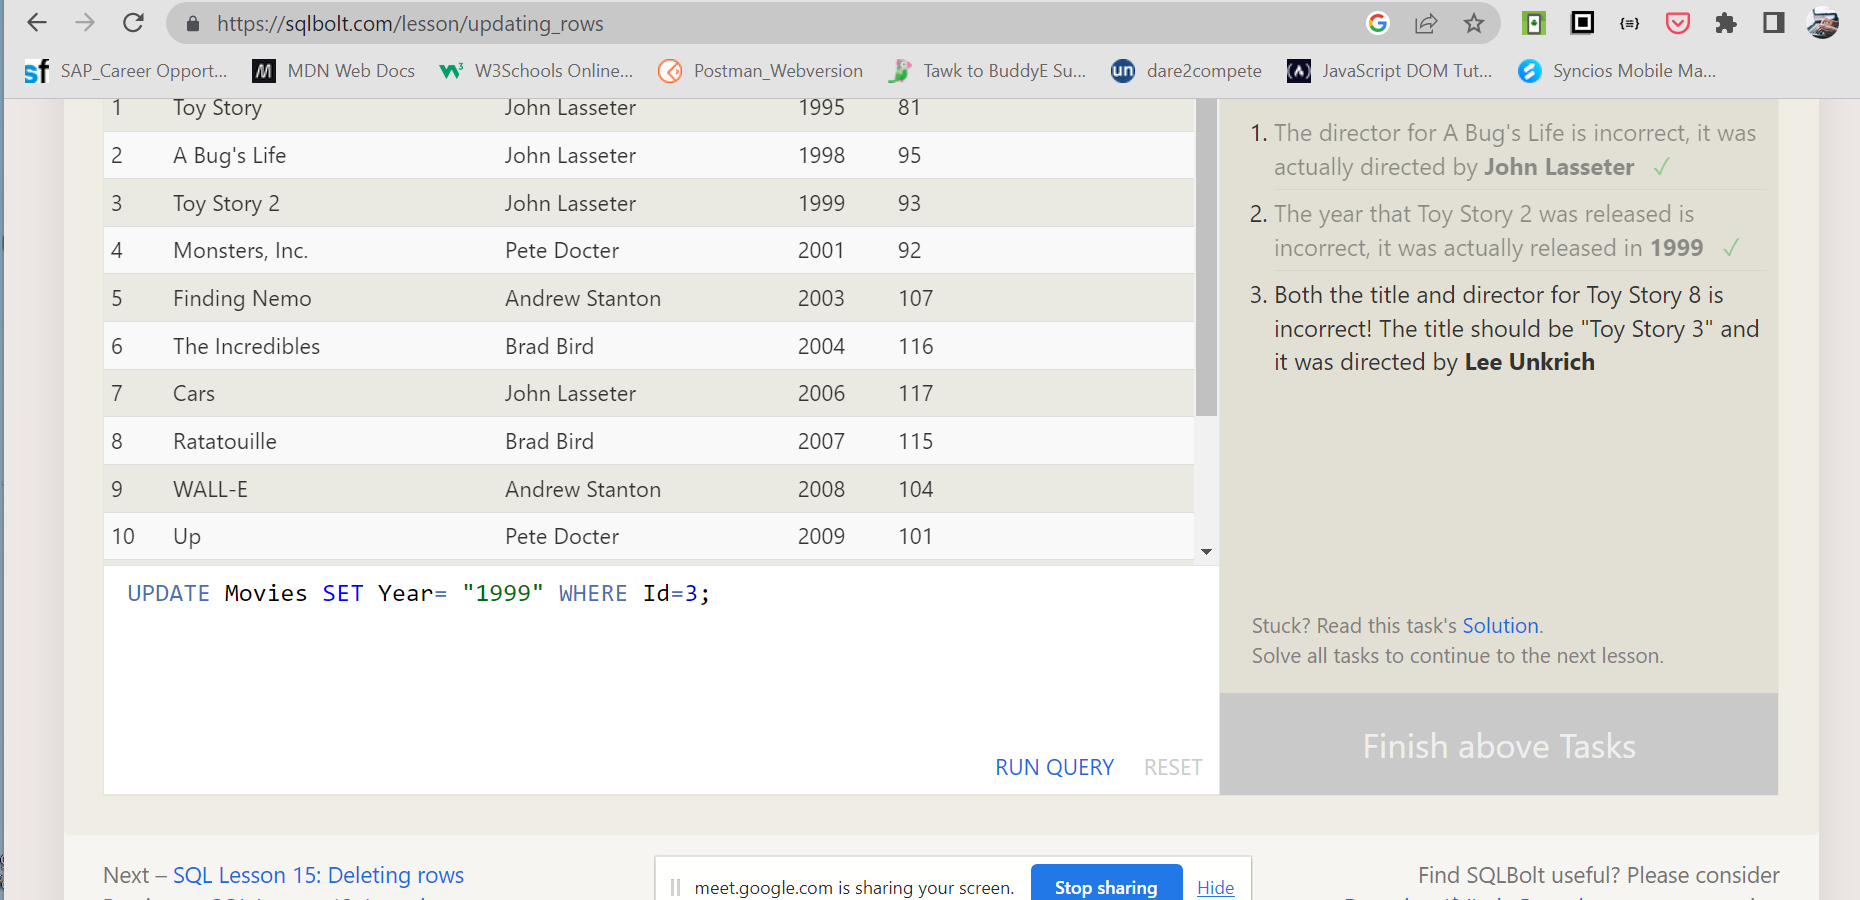 https://sqlbolt.com/lesson/updating_rows
SAP_Career Opport... MDN Web Docs W3Schools Online... Postman_Webversion Tawk to BuddyE Su... dare2compete JavaScript DOM Tut... Syncios Mobile Ma...
1 Toy Story John Lasseter 1995 81
2 A Bug's Life John Lasseter 1998 95
3 Toy Story 2 John Lasseter 1999 93
4 Monsters, Inc. Pete Docter 2001 92
5 Finding Nemo Andrew Stanton 2003 107
6 The Incredibles Brad Bird 2004 116
7 Cars John Lasseter 2006 117
8 Ratatouille Brad Bird 2007 115
9 WALL-E Andrew Stanton 2008 104
10 Up Pete Docter 2009 101
UPDATE Movies SET Year= "1999" WHERE Id=3;
RUN QUERY RESET
1. The director for A Bug's Life is incorrect, it was
actually directed by John Lasseter ✓
2. The year that Toy Story 2 was released is
incorrect, it was actually released in 1999 ✓
3. Both the title and director for Toy Story 8 is
incorrect! The title should be "Toy Story 3" and
it was directed by Lee Unkrich
Stuck? Read this task's Solution.
Solve all tasks to continue to the next lesson.
Finish above Tasks
Next – SQL Lesson 15: Deleting rows
meet.google.com is sharing your screen. Stop sharing Hide
Find SQLBolt useful? Please consider